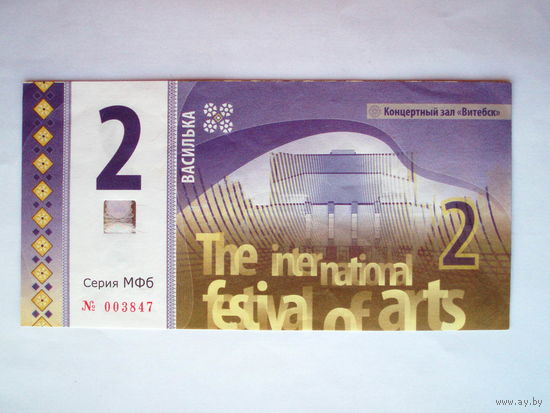 2
Серия МФб
№ 003847
ВАСИЛЬКА
Концертный зал «Витебск»
2
The international
festival of arts
www.ay.by